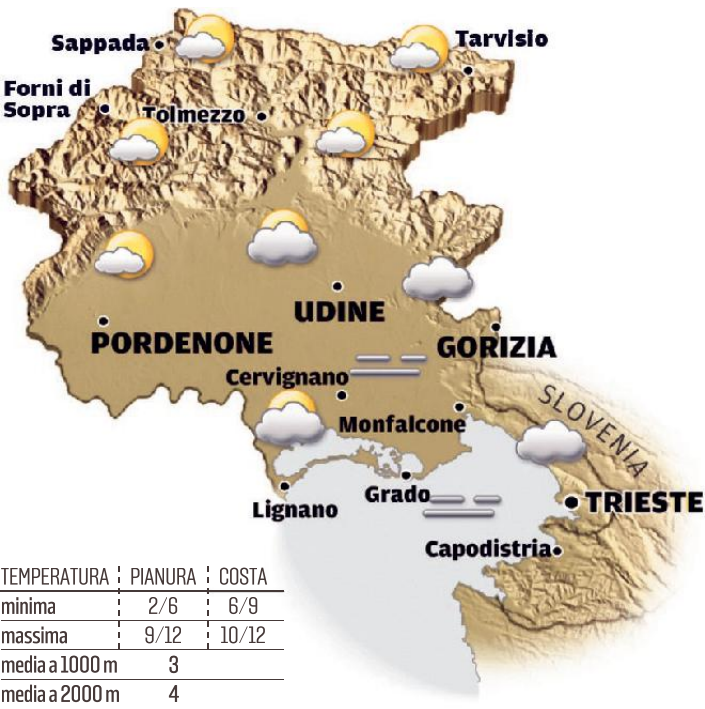 Sappada
Tarvisio
Forni di
Sopra
Tolmezzo
UDINE
PORDENONE
GORIZIA
Cervignano
SLOVENIA
Monfalcone
Grado
TRIESTE
Lignano
Capodistria
TEMPERATURA PIANURA COSTA
minima 2/6 6/9
massima 9/12 10/12
media a 1000 m 3
media a 2000 m 4